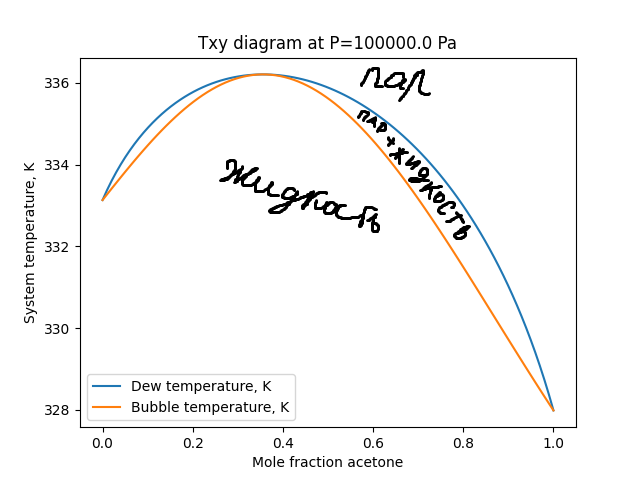 Txy diagram at P=100000.0 Pa
336
334
332
330
328
System temperature, K
пар
пар+жидкость
жидкость
Dew temperature, K
Bubble temperature, K
0.0 0.2 0.4 0.6 0.8 1.0
Mole fraction acetone